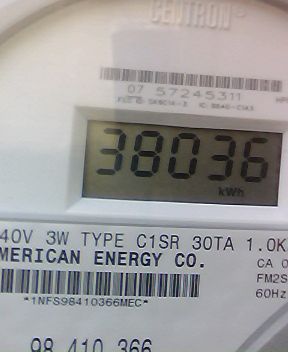 CENTRON
07 57245311
38036
kWh
40V 3W TYPE C1SR 30TA 1.0K
MERICAN ENERGY CO.
CA 0
FM2S
60Hz
*1NFS98410366MEC*
98 410 366